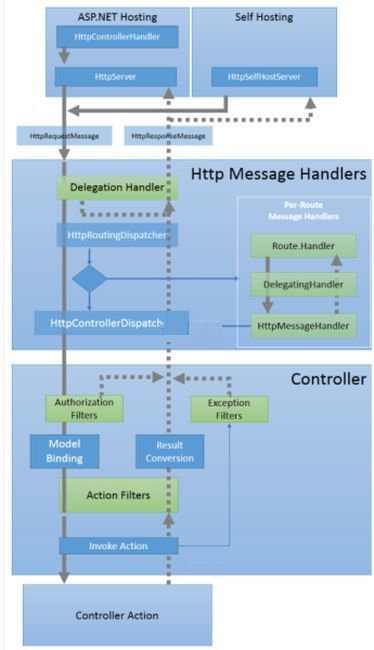 ASP.NET Hosting
Self Hosting
HttpControllerHandler
HttpServer
HttpSelfHostServer
HttpRequestMessage
HttpResponseMessage
Http Message Handlers
Delegation Handler
Per-Route
Message Handlers
HttpRoutingDispatcher
Route.Handler
DelegatingHandler
HttpControllerDispatche
HttpMessageHandler
Controller
Authorization
Filters
Exception
Filters
Model
Binding
Result
Conversion
Action Filters
Invoke Action
Controller Action